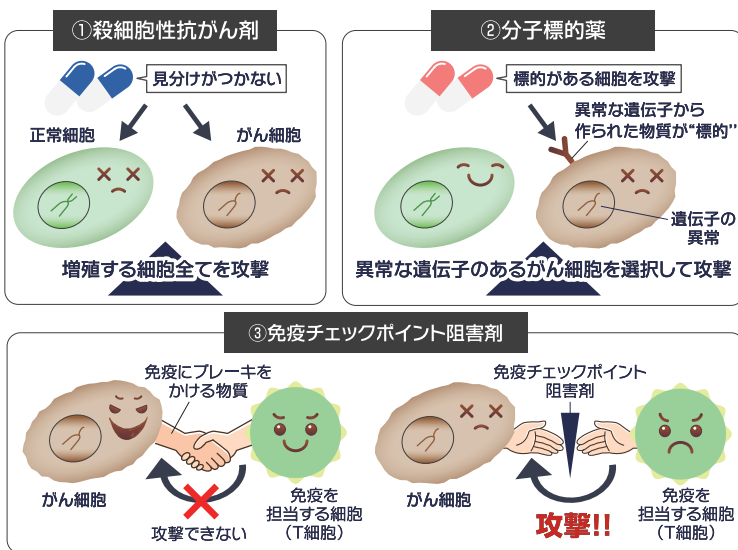 ①殺細胞性抗がん剤
見分けがつかない
正常細胞
がん細胞
増殖する細胞全てを攻撃
②分子標的薬
標的がある細胞を攻撃
異常な遺伝子から
作られた物質が“標的”
遺伝子の
異常
異常な遺伝子のあるがん細胞を選択して攻撃
③免疫チェックポイント阻害剤
免疫にブレーキを
かける物質
がん細胞
攻撃できない
免疫を
担当する細胞
（T細胞）
免疫チェックポイント
阻害剤
がん細胞
攻撃!!
免疫を
担当する細胞
（T細胞）